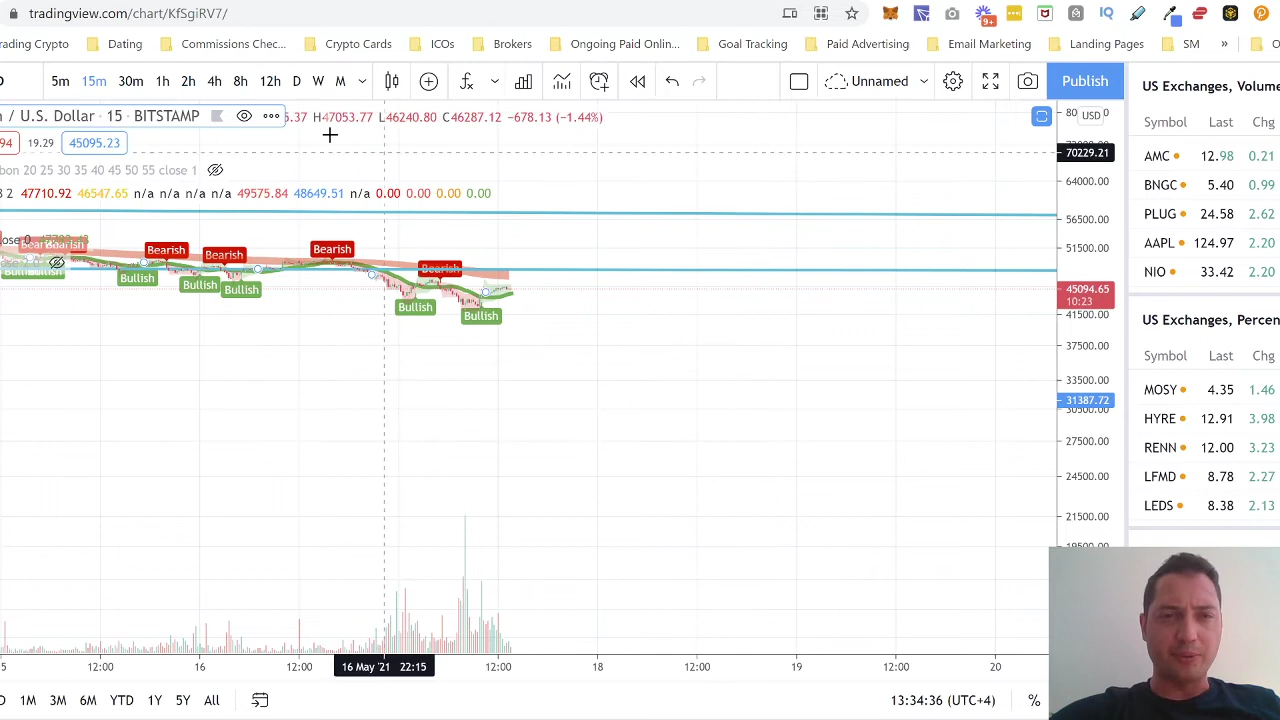 tradingview.com/chart/KfSgiRV7/
rading Crypto Dating Commissions Chec... Crypto Cards ICOs Brokers Ongoing Paid Onlin... Goal Tracking Paid Advertising Email Marketing Landing Pages SM »
9+
5m 15m 30m 1h 2h 4h 8h 12h D W M Unnamed Publish
/ U.S. Dollar · 15 · BITSTAMP H47053.77 L46240.80 C46287.12 −678.13 (−1.44%)
19.29 45095.23
bon 20 25 30 35 40 45 50 55 close 1
2 47710.92 46547.65 n/a n/a n/a n/a 49575.84 48649.51 n/a 0.00 0.00 0.00 0.00
Bearish Bearish Bearish Bearish
Bullish Bullish Bullish Bullish Bullish
USD
70229.21
64000.00
56500.00
51500.00
45094.65
10:23
41500.00
37500.00
33500.00
31387.72
30500.00
27500.00
24500.00
21500.00
12:00 16 12:00 16 May '21 22:15 12:00 18 12:00 19 12:00 20
1M 3M 6M YTD 1Y 5Y All 13:34:36 (UTC+4) %
US Exchanges, Volume
Symbol Last Chg
AMC 12.98 0.21
BNGC 5.40 0.99
PLUG 24.58 2.62
AAPL 124.97 2.20
NIO 33.42 2.20
US Exchanges, Percen
Symbol Last Chg
MOSY 4.35 1.46
HYRE 12.91 3.98
RENN 12.00 3.23
LFMD 8.78 2.27
LEDS 8.38 2.13